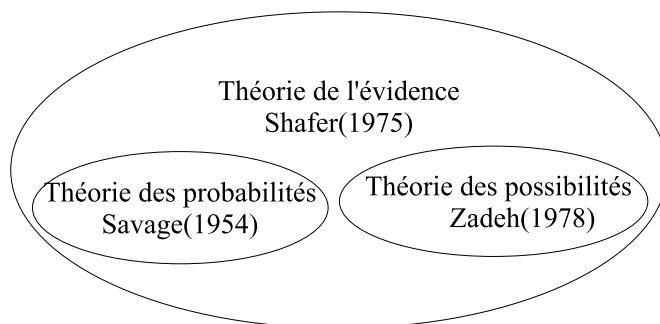 Théorie de l'évidence
Shafer(1975)
Théorie des probabilités
Savage(1954)
Théorie des possibilités
Zadeh(1978)